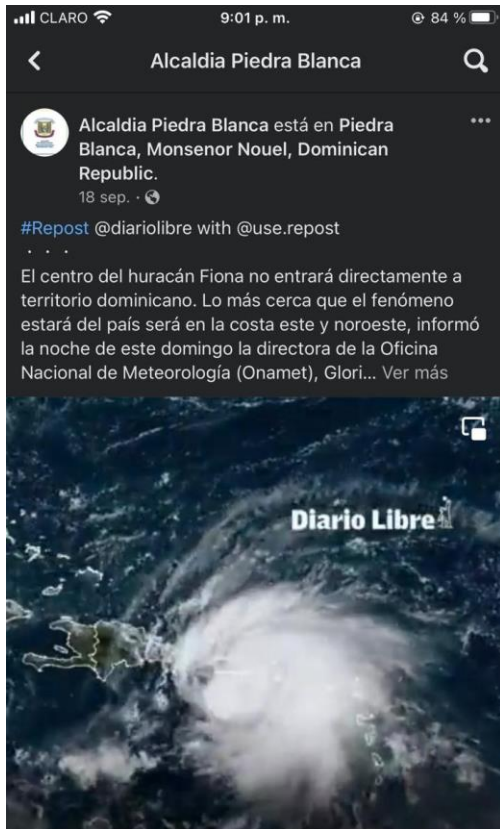 CLARO 9:01 p. m. 84 %
Alcaldia Piedra Blanca
Alcaldia Piedra Blanca está en Piedra
Blanca, Monsenor Nouel, Dominican
Republic.
18 sep. ·
#Repost @diariolibre with @use.repost
· · ·
El centro del huracán Fiona no entrará directamente a
territorio dominicano. Lo más cerca que el fenómeno
estará del país será en la costa este y noroeste, informó
la noche de este domingo la directora de la Oficina
Nacional de Meteorología (Onamet), Glori... Ver más
Diario Libre